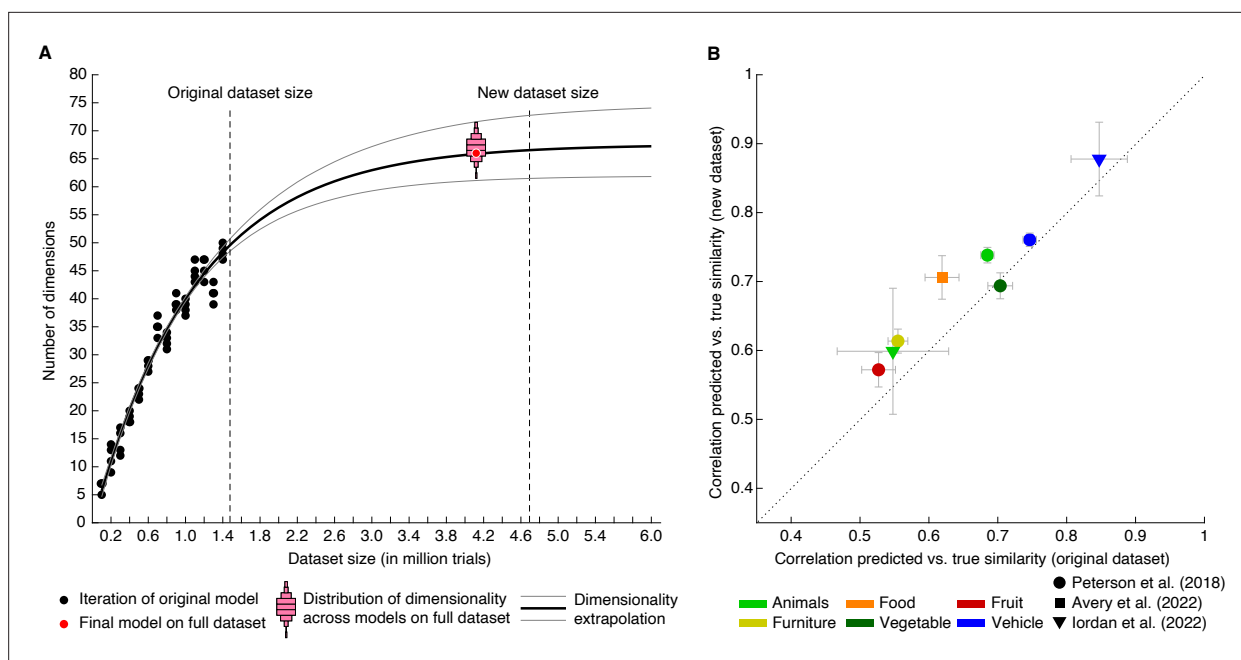 A
B
80
75
70
65
60
55
50
45
40
35
30
25
20
15
10
5
0
Number of dimensions
Original dataset size
New dataset size
0.2 0.6 1.0 1.4 1.8 2.2 2.6 3.0 3.4 3.8 4.2 4.6 5.4 5.4 6.0
Dataset size (in million trials)
Iteration of original model
Final model on full dataset
Distribution of dimensionality
across models on full dataset
Dimensionality
extrapolation
1
0.9
0.8
0.7
0.6
0.5
0.4
Correlation predicted vs. true similarity (new dataset)
0.4 0.5 0.6 0.7 0.8 0.9 1
Correlation predicted vs. true similarity (original dataset)
Animals
Food
Fruit
Furniture
Vegetable
Vehicle
Peterson et al. (2018)
Avery et al. (2022)
Iordan et al. (2022)